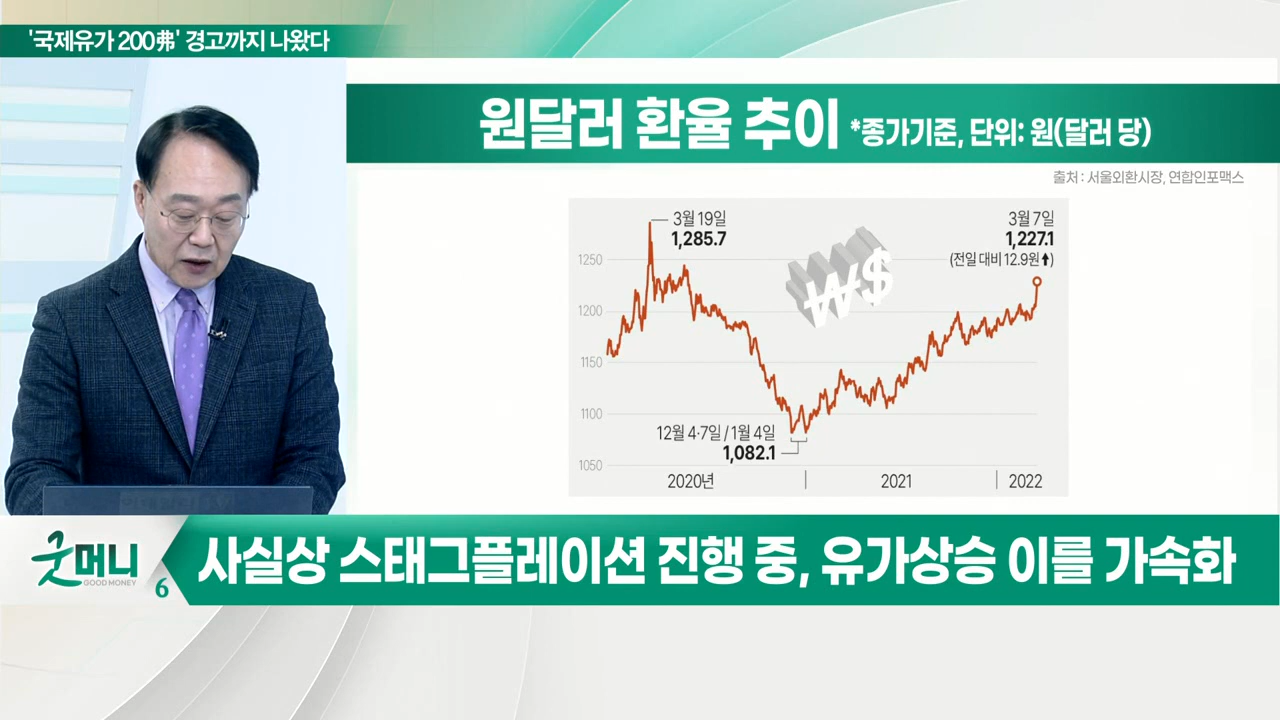 '국제유가 200弗' 경고까지 나왔다
원달러 환율 추이 *종가기준, 단위: 원(달러 당)
출처 : 서울외환시장, 연합인포맥스
3월 19일
1,285.7
3월 7일
1,227.1
(전일 대비 12.9원⬆)
₩$
1250
1200
1150
1100
1050
12월 4·7일 / 1월 4일
1,082.1
2020년
2021
2022
굿머니
GOOD MONEY
6
사실상 스태그플레이션 진행 중, 유가상승 이를 가속화